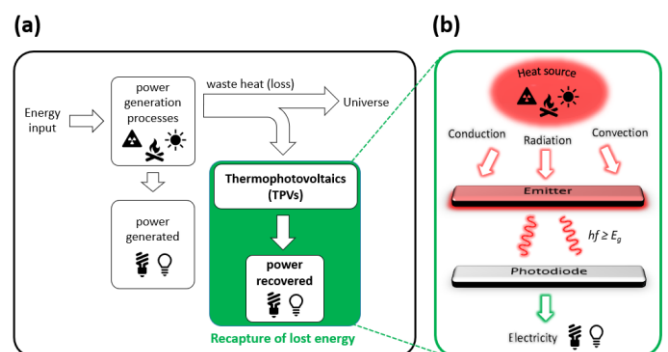 (a)
Energy
input
power
generation
processes
waste heat (loss)
Universe
power
generated
Thermophotovoltaics
(TPVs)
power
recovered
Recapture of lost energy
(b)
Heat source
Conduction
Radiation
Convection
Emitter
hf ≥ Eg
Photodiode
Electricity